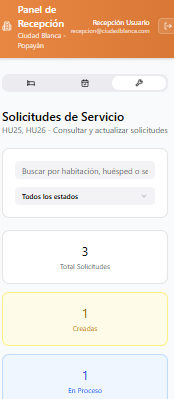 Panel de
Recepción
Ciudad Blanca -
Popayán
Recepción Usuario
recepcion@ciudadblanca.com
Solicitudes de Servicio
HU25, HU26 - Consultar y actualizar solicitudes
Buscar por habitación, huésped o se
Todos los estados
3
Total Solicitudes
1
Creadas
1
En Proceso